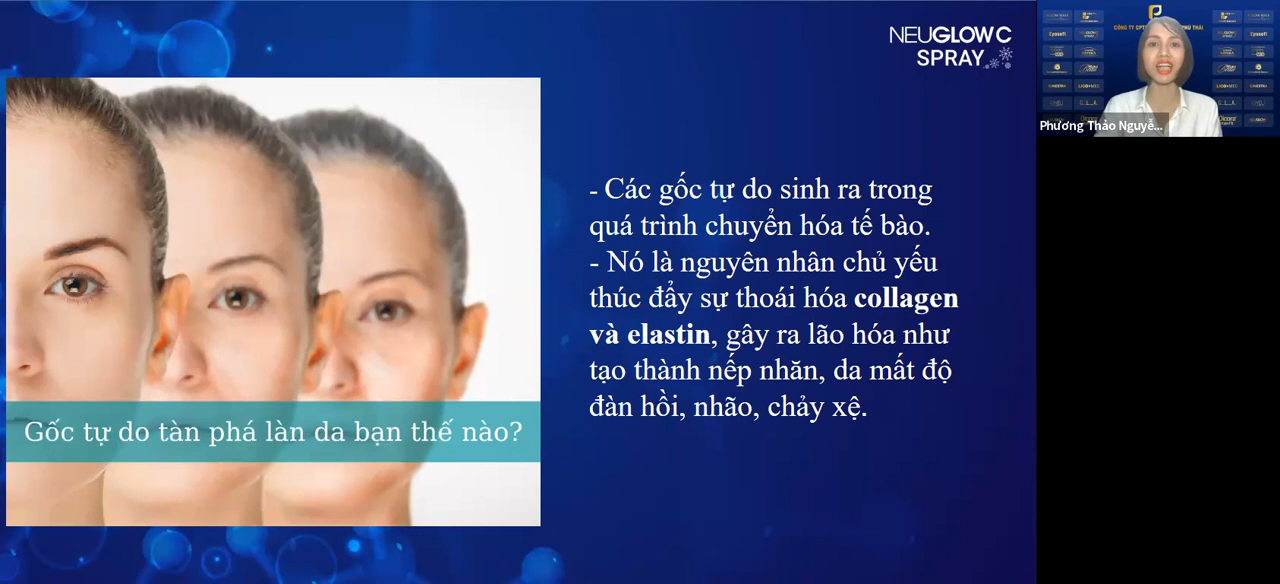 NEUGLOW C
SPRAY
- Các gốc tự do sinh ra trong
quá trình chuyển hóa tế bào.
- Nó là nguyên nhân chủ yếu
thúc đẩy sự thoái hóa collagen
và elastin, gây ra lão hóa như
tạo thành nếp nhăn, da mất độ
đàn hồi, nhão, chảy xệ.
Gốc tự do tàn phá làn da bạn thế nào?
CÔNG TY CPT
Phương Thảo Nguyễ...